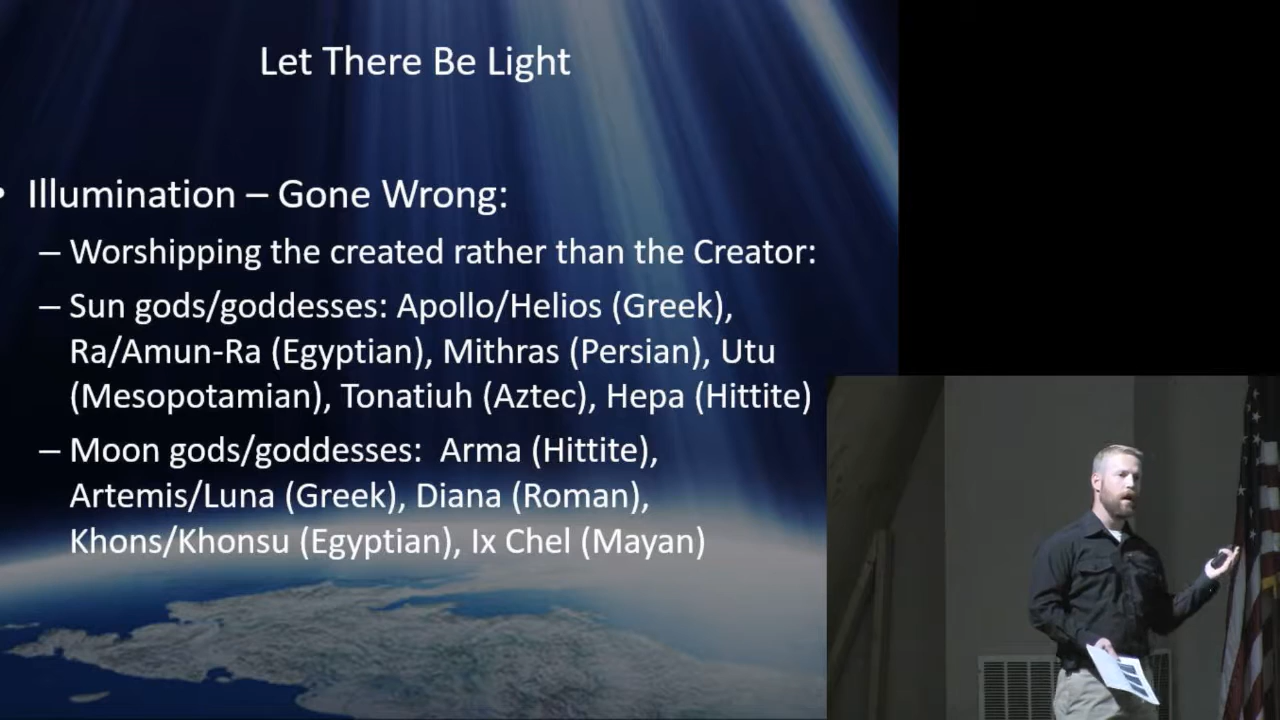 Let There Be Light
• Illumination – Gone Wrong:
– Worshipping the created rather than the Creator:
– Sun gods/goddesses: Apollo/Helios (Greek),
Ra/Amun-Ra (Egyptian), Mithras (Persian), Utu
(Mesopotamian), Tonatiuh (Aztec), Hepa (Hittite)
– Moon gods/goddesses:  Arma (Hittite),
Artemis/Luna (Greek), Diana (Roman),
Khons/Khonsu (Egyptian), Ix Chel (Mayan)